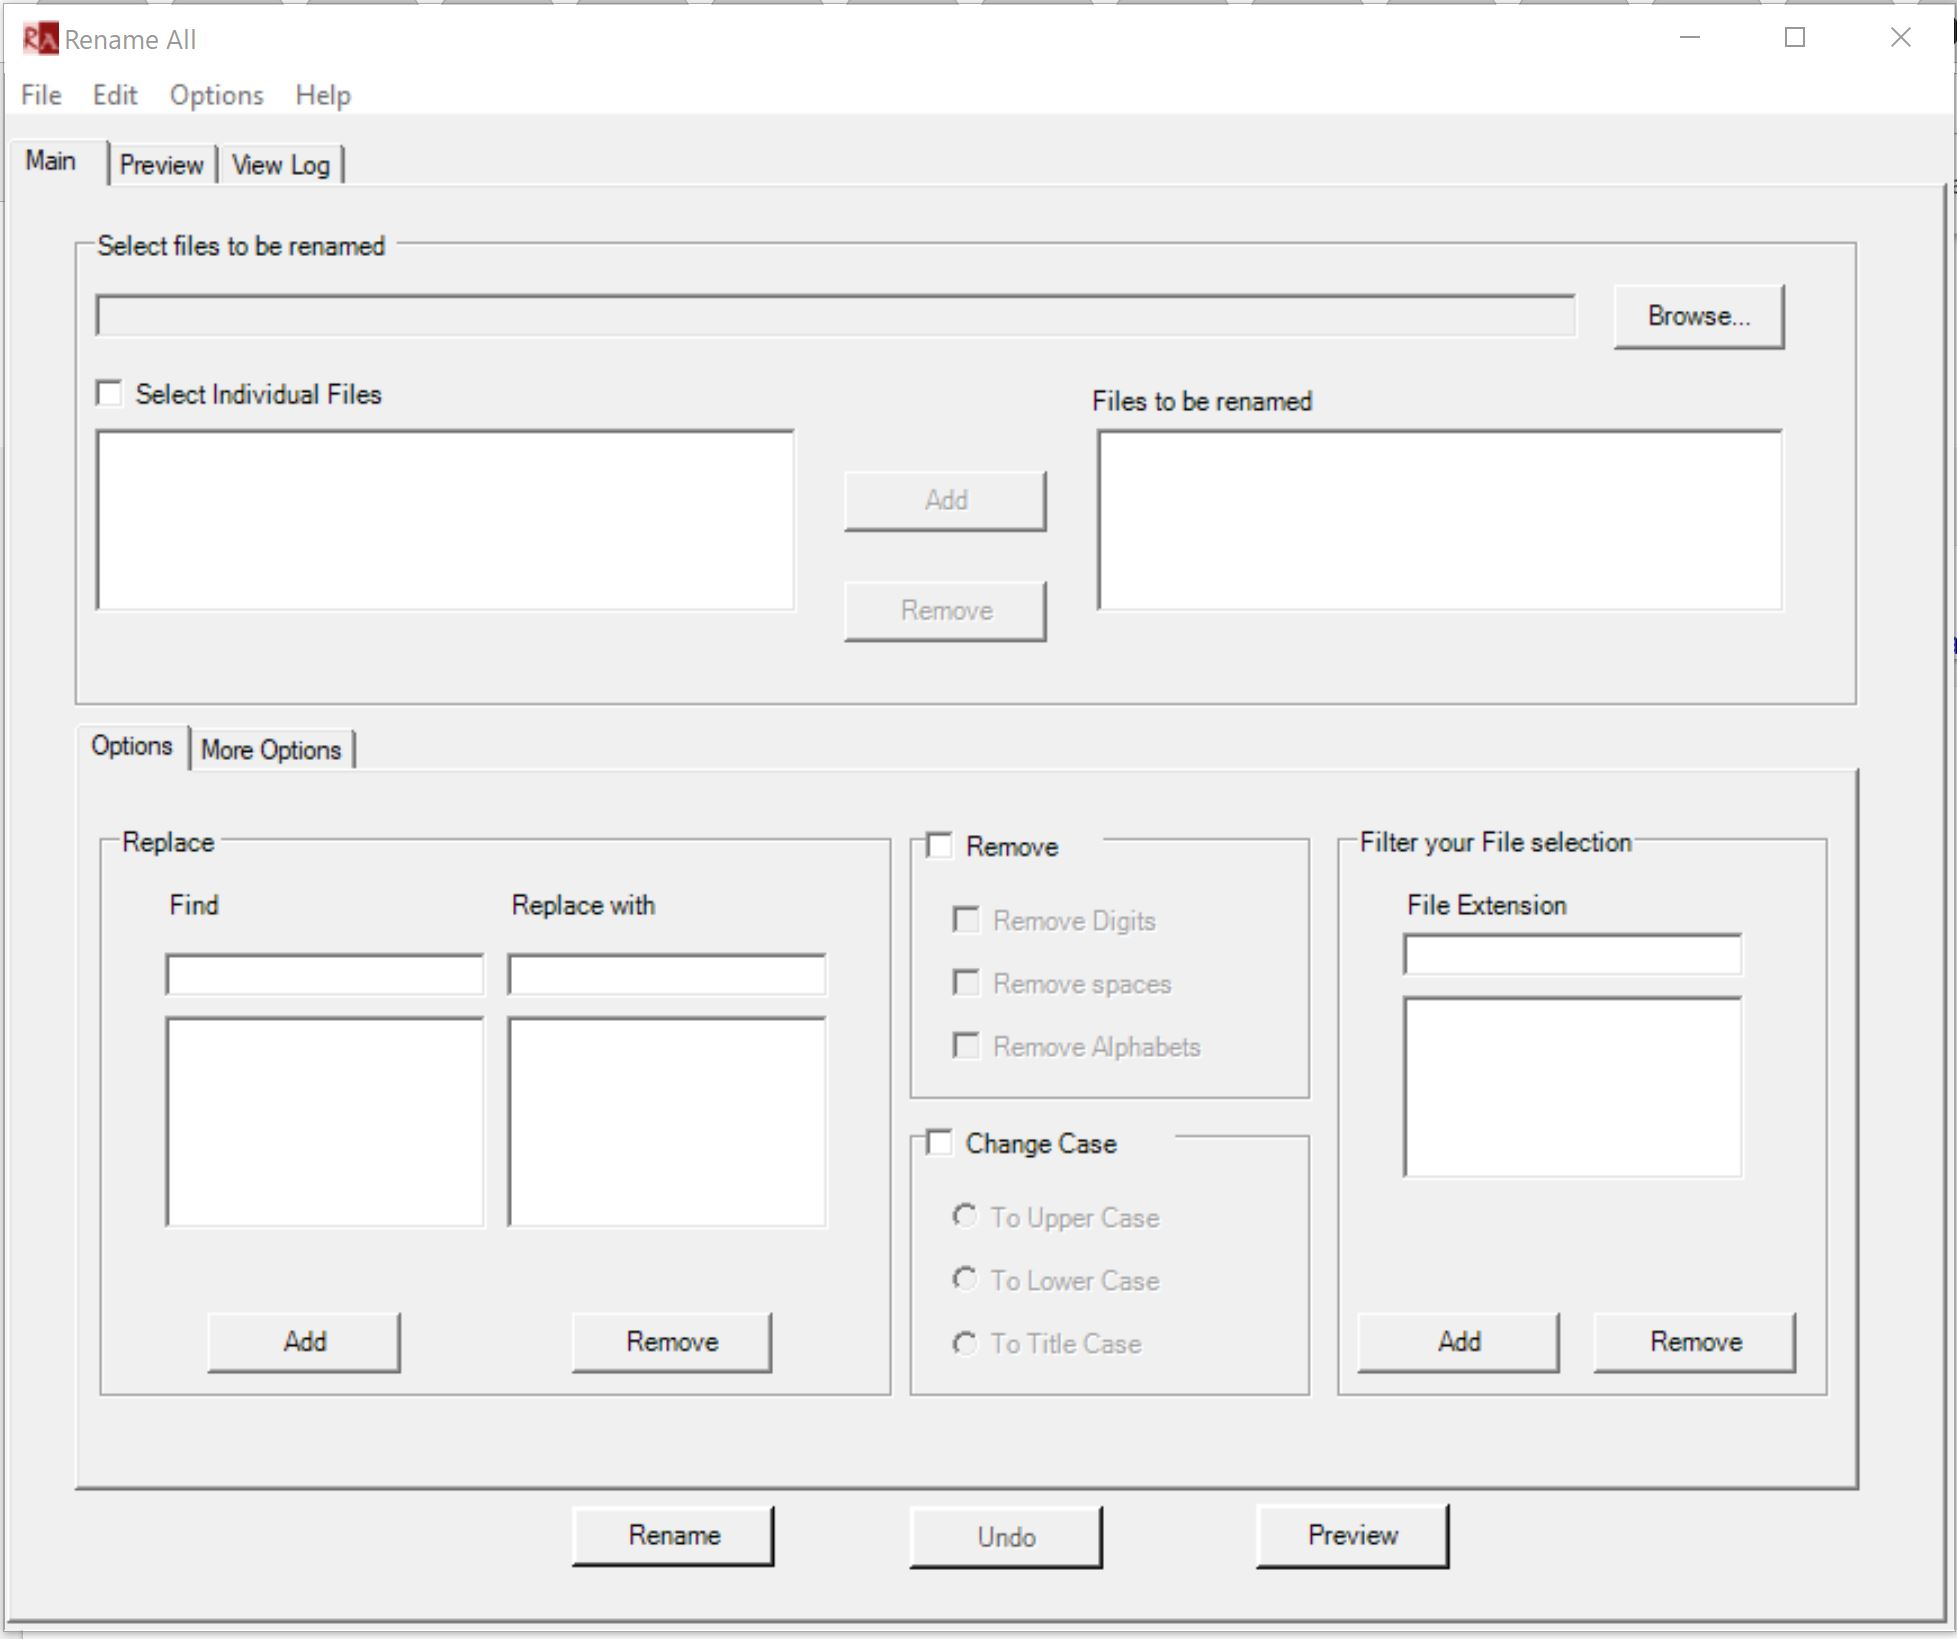 RA Rename All
File Edit Options Help
Main Preview View Log
Select files to be renamed
Browse...
Select Individual Files
Files to be renamed
Add
Remove
Options More Options
Replace
Find Replace with
Add Remove
Remove
Remove Digits
Remove spaces
Remove Alphabets
Change Case
To Upper Case
To Lower Case
To Title Case
Filter your File selection
File Extension
Add Remove
Rename Undo Preview